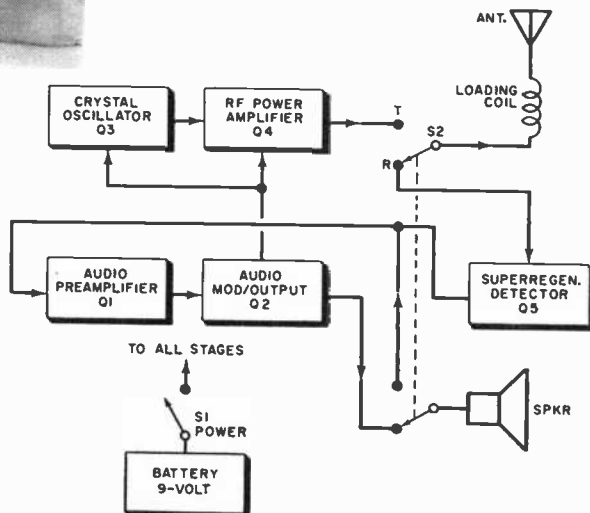 ANT.
LOADING
COIL
CRYSTAL
OSCILLATOR
Q3
RF POWER
AMPLIFIER
Q4
T
S2
R
AUDIO
PREAMPLIFIER
Q1
AUDIO
MOD/OUTPUT
Q2
SUPERREGEN.
DETECTOR
Q5
TO ALL STAGES
S1
POWER
SPKR
BATTERY
9-VOLT